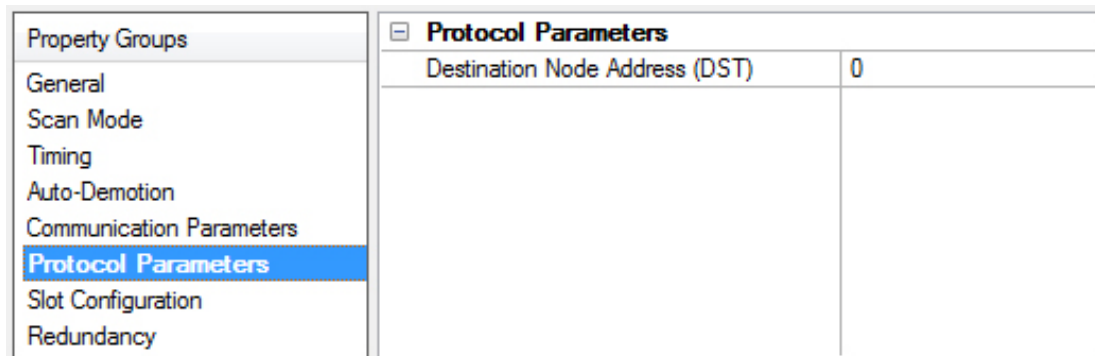 Property Groups
General
Scan Mode
Timing
Auto-Demotion
Communication Parameters
Protocol Parameters
Slot Configuration
Redundancy
Protocol Parameters
Destination Node Address (DST) 0